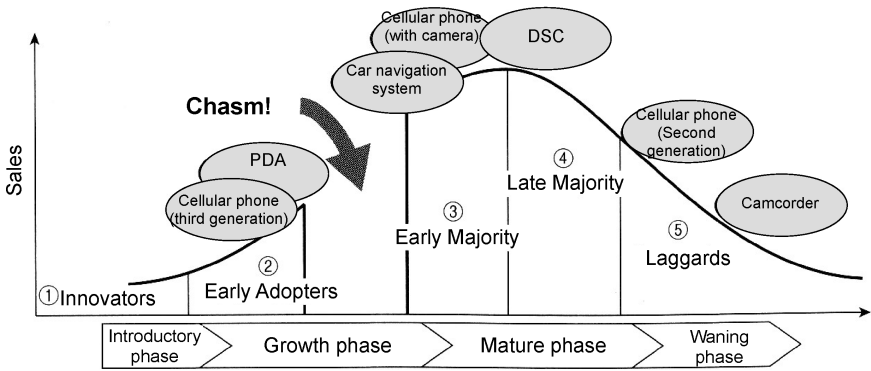 Cellular phone
(with camera)
DSC
Car navigation
system
Chasm!
Sales
PDA
Cellular phone
(third generation)
Cellular phone
(Second
generation)
Camcorder
④
Late Majority
③
Early Majority
⑤
Laggards
②
Early Adopters
①Innovators
Introductory
phase
Growth phase
Mature phase
Waning
phase